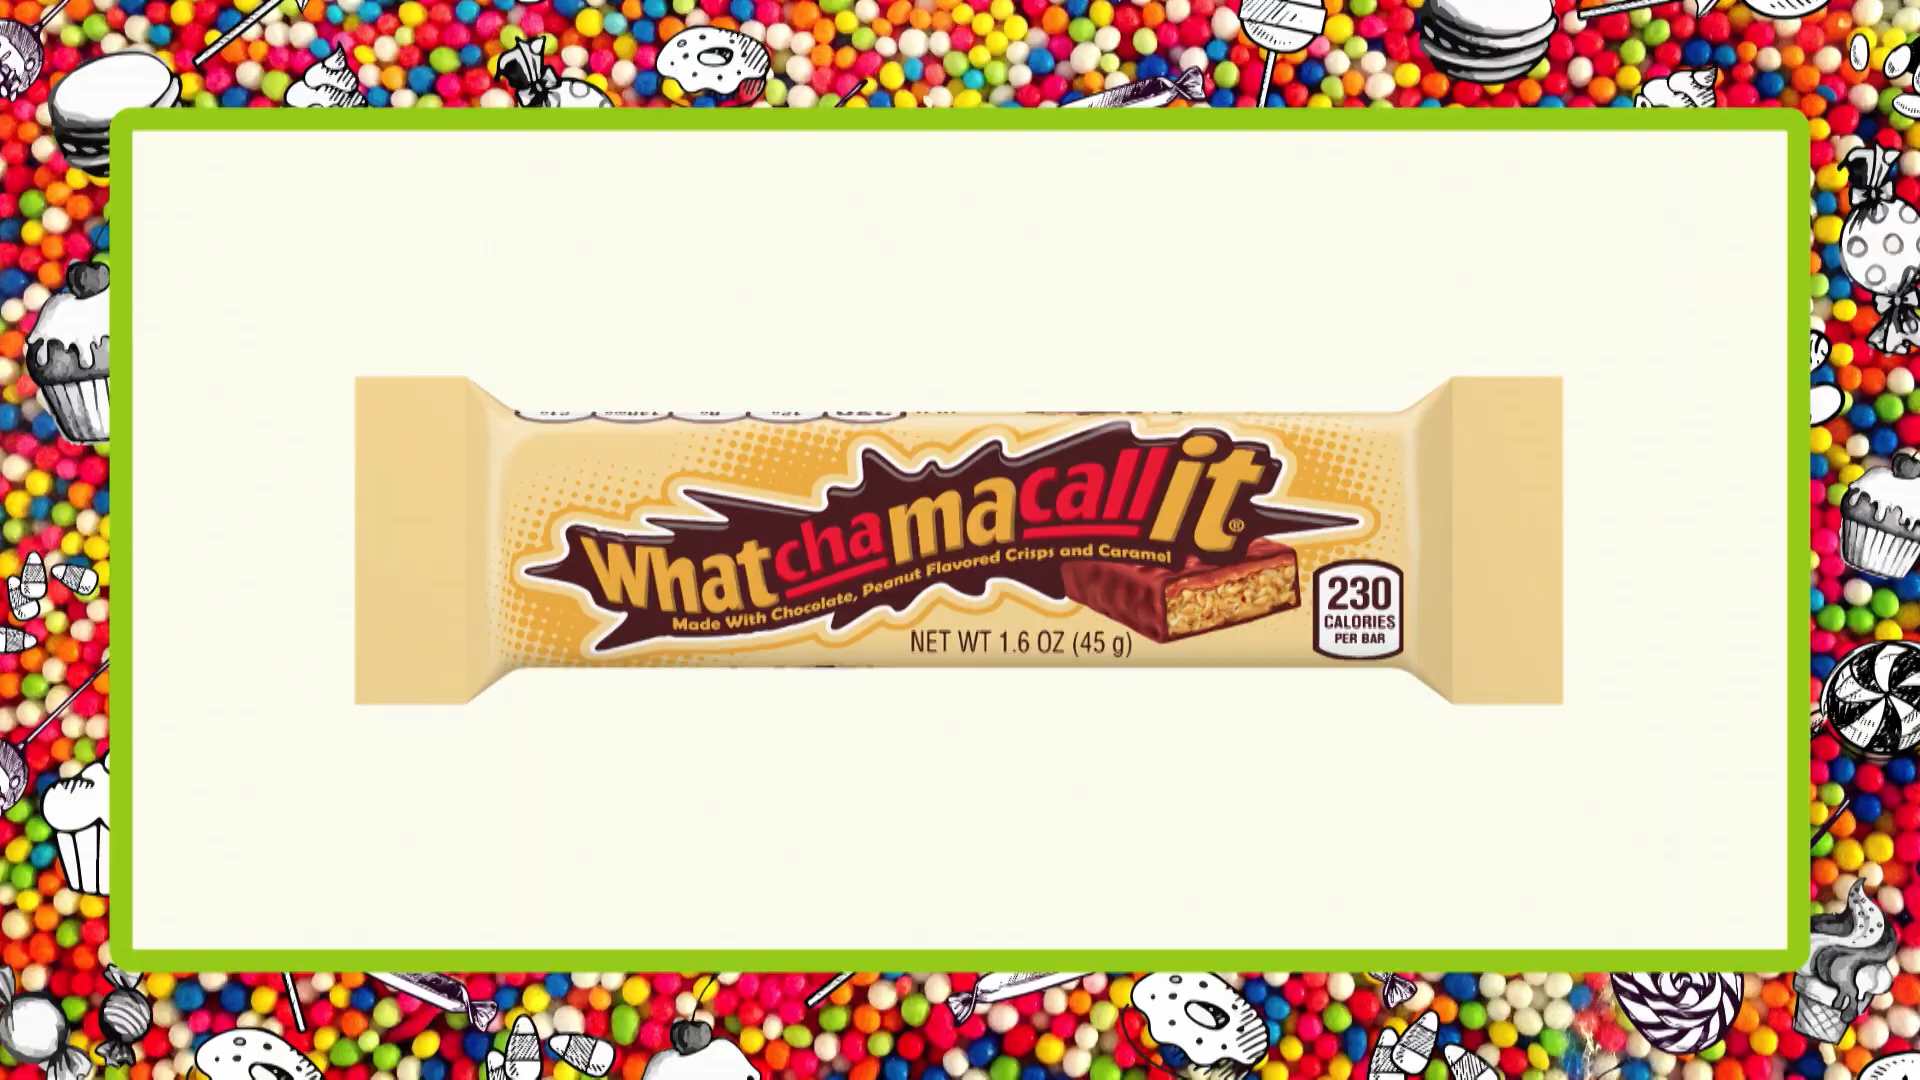 Whatchamacallit®
Made With Chocolate, Peanut Flavored Crisps and Caramel
NET WT 1.6 OZ (45 g)
230
CALORIES
PER BAR